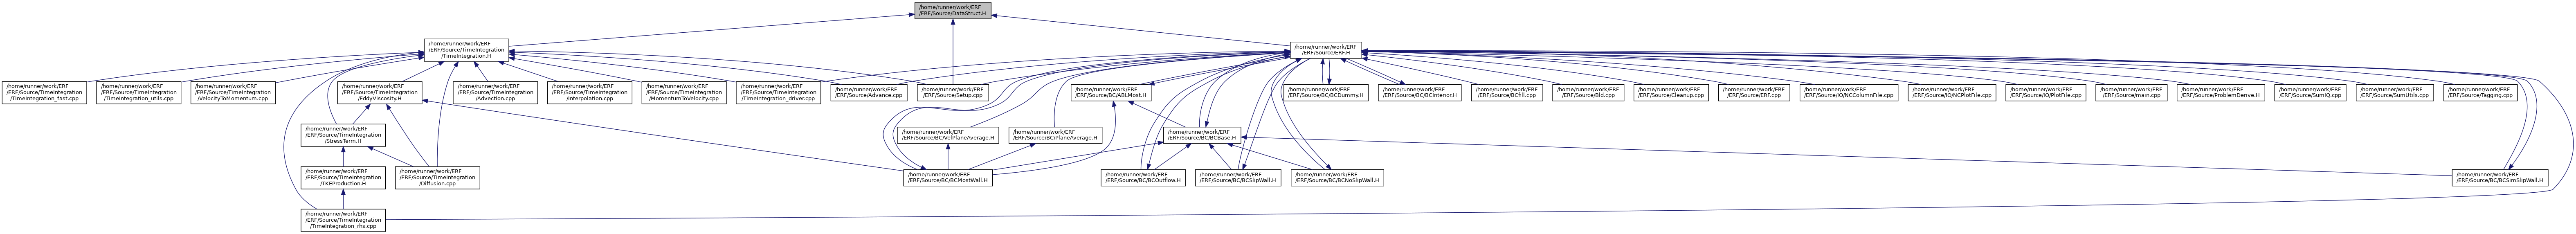 /home/runner/work/ERF
/ERF/Source/DataStruct.H
/home/runner/work/ERF
/ERF/Source/TimeIntegration
/TimeIntegration.H
/home/runner/work/ERF
/ERF/Source/ERF.H
/home/runner/work/ERF
/ERF/Source/TimeIntegration
/TimeIntegration_fast.cpp
/home/runner/work/ERF
/ERF/Source/TimeIntegration
/TimeIntegration_utils.cpp
/home/runner/work/ERF
/ERF/Source/TimeIntegration
/VelocityToMomentum.cpp
/home/runner/work/ERF
/ERF/Source/TimeIntegration
/EddyViscosity.H
/home/runner/work/ERF
/ERF/Source/TimeIntegration
/Advection.cpp
/home/runner/work/ERF
/ERF/Source/TimeIntegration
/Interpolation.cpp
/home/runner/work/ERF
/ERF/Source/TimeIntegration
/MomentumToVelocity.cpp
/home/runner/work/ERF
/ERF/Source/TimeIntegration
/TimeIntegration_driver.cpp
/home/runner/work/ERF
/ERF/Source/Advance.cpp
/home/runner/work/ERF
/ERF/Source/Setup.cpp
/home/runner/work/ERF
/ERF/Source/BC/ABLMost.H
/home/runner/work/ERF
/ERF/Source/BC/BCDummy.H
/home/runner/work/ERF
/ERF/Source/BC/BCInterior.H
/home/runner/work/ERF
/ERF/Source/BCfill.cpp
/home/runner/work/ERF
/ERF/Source/Bld.cpp
/home/runner/work/ERF
/ERF/Source/Cleanup.cpp
/home/runner/work/ERF
/ERF/Source/ERF.cpp
/home/runner/work/ERF
/ERF/Source/IO/NCColumnFile.cpp
/home/runner/work/ERF
/ERF/Source/IO/NCPlotFile.cpp
/home/runner/work/ERF
/ERF/Source/IO/PlotFile.cpp
/home/runner/work/ERF
/ERF/Source/main.cpp
/home/runner/work/ERF
/ERF/Source/ProblemDerive.H
/home/runner/work/ERF
/ERF/Source/SumIQ.cpp
/home/runner/work/ERF
/ERF/Source/SumUtils.cpp
/home/runner/work/ERF
/ERF/Source/Tagging.cpp
/home/runner/work/ERF
/ERF/Source/TimeIntegration
/StressTerm.H
/home/runner/work/ERF
/ERF/Source/BC/VelPlaneAverage.H
/home/runner/work/ERF
/ERF/Source/BC/PlaneAverage.H
/home/runner/work/ERF
/ERF/Source/BC/BCBase.H
/home/runner/work/ERF
/ERF/Source/TimeIntegration
/TKEProduction.H
/home/runner/work/ERF
/ERF/Source/TimeIntegration
/Diffusion.cpp
/home/runner/work/ERF
/ERF/Source/BC/BCMostWall.H
/home/runner/work/ERF
/ERF/Source/BC/BCOutflow.H
/home/runner/work/ERF
/ERF/Source/BC/BCSlipWall.H
/home/runner/work/ERF
/ERF/Source/BC/BCNoSlipWall.H
/home/runner/work/ERF
/ERF/Source/BC/BCSimSlipWall.H
/home/runner/work/ERF
/ERF/Source/TimeIntegration
/TimeIntegration_rhs.cpp